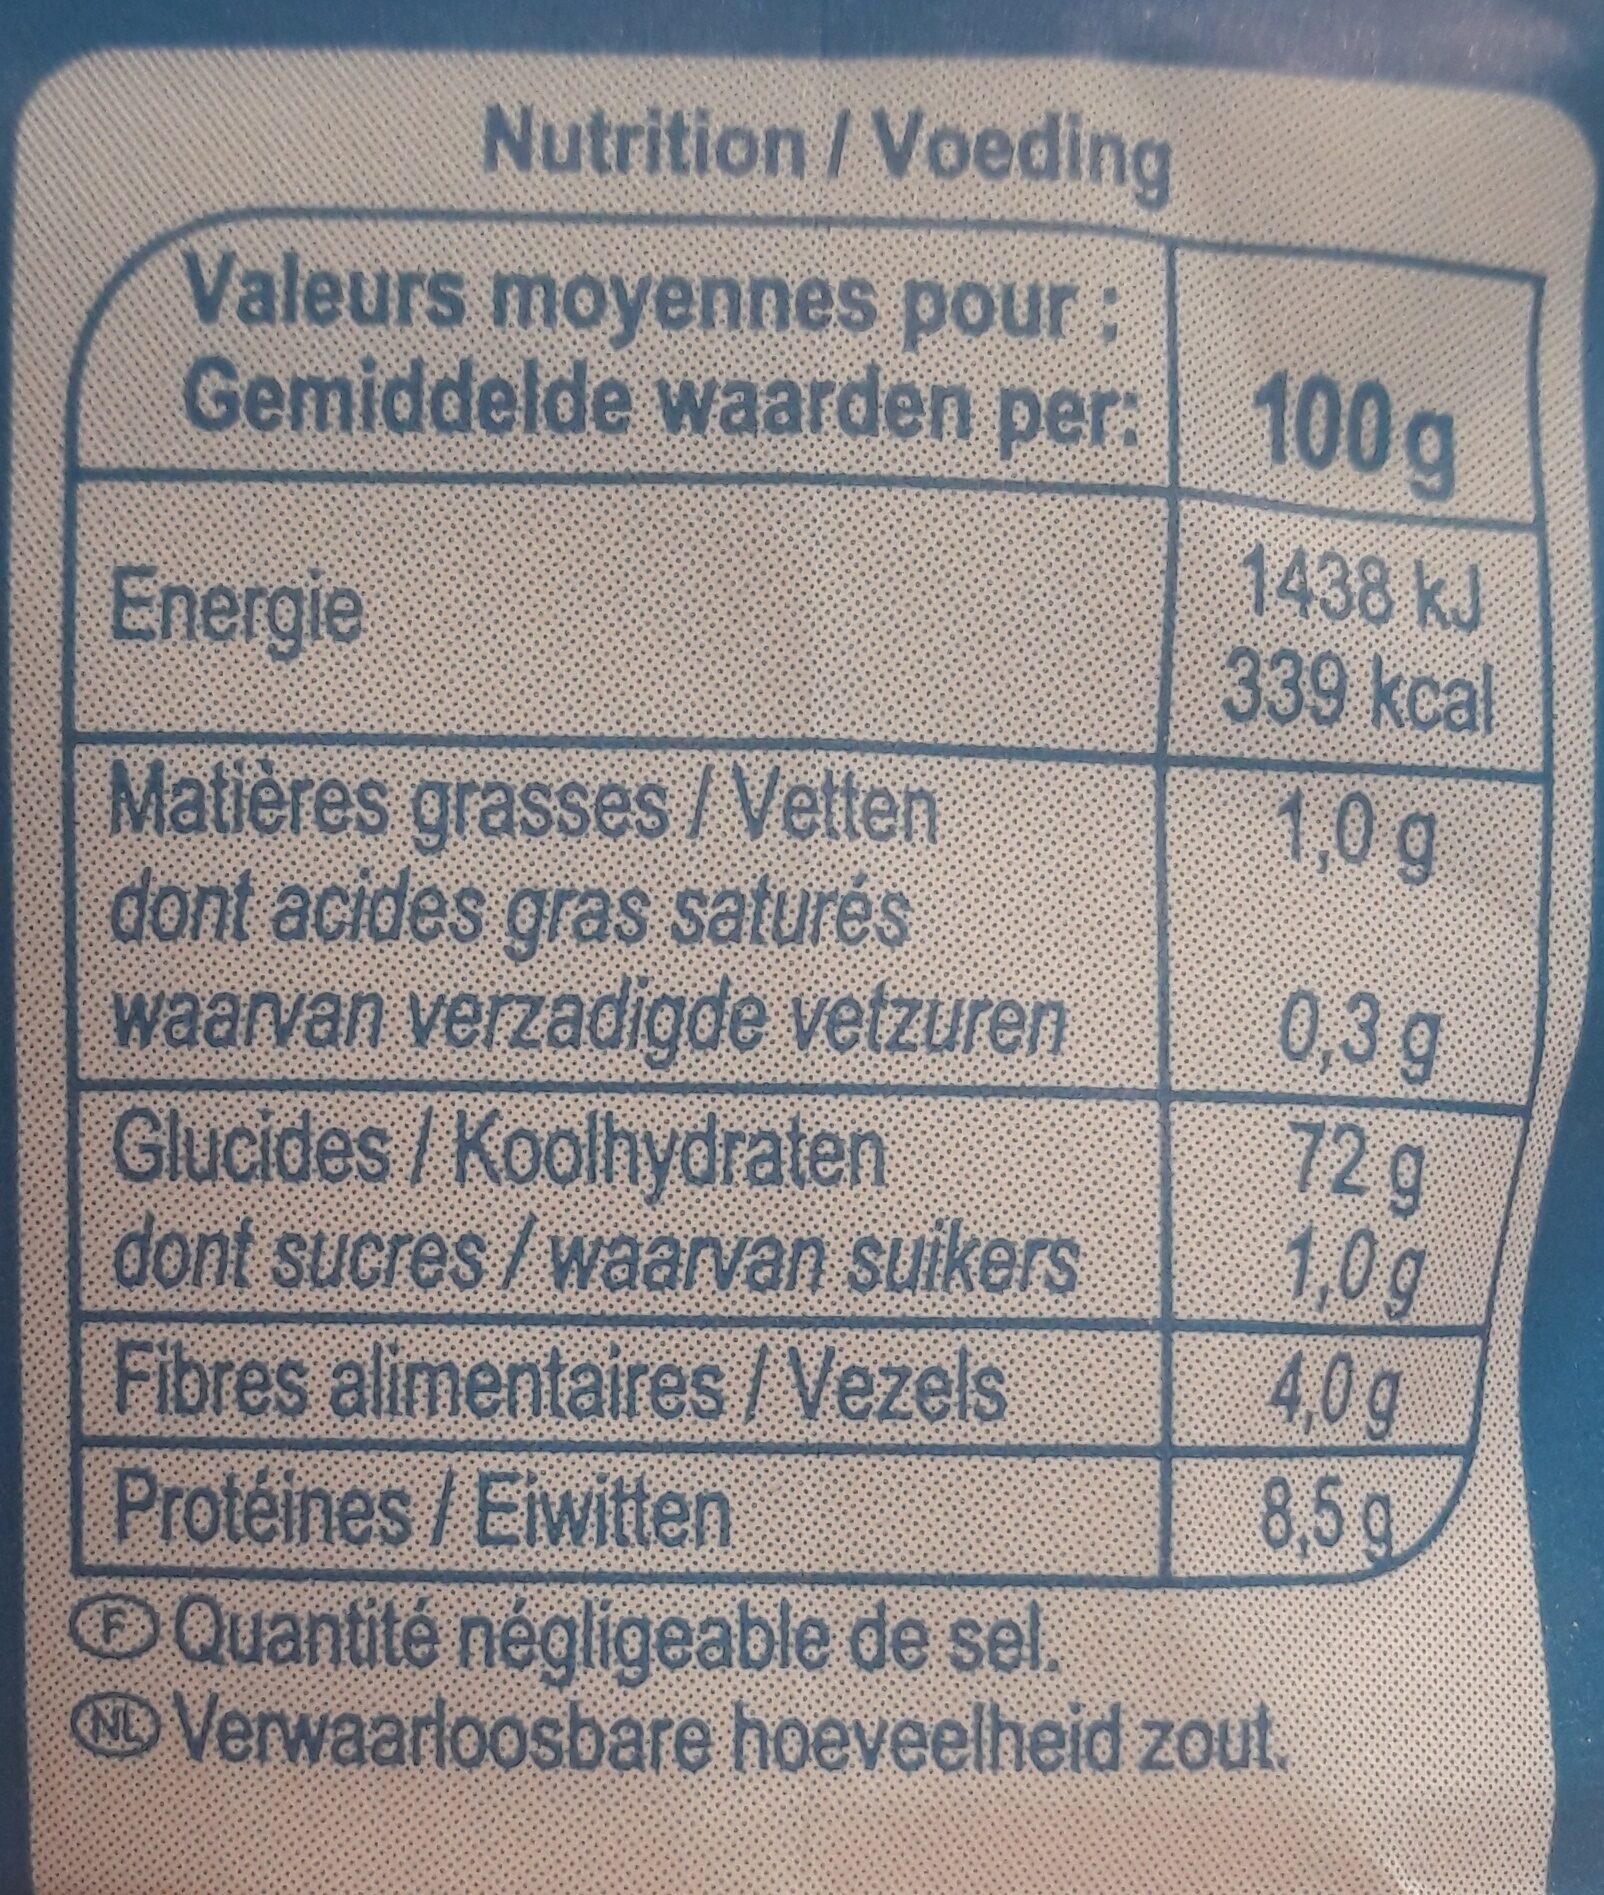 Nutrition / Voeding
Valeurs moyennes pour :
Gemiddelde waarden per: 100 g
Energie 1438 kJ
339 kcal
Matières grasses / Vetten 1,0 g
dont acides gras saturés
waarvan verzadigde vetzuren 0,3 g
Glucides / Koolhydraten 72 g
dont sucres / waarvan suikers 1,0 g
Fibres alimentaires / Vezels 4,0 g
Protéines / Eiwitten 8,5 g
F Quantité négligeable de sel.
NL Verwaarloosbare hoeveelheid zout.